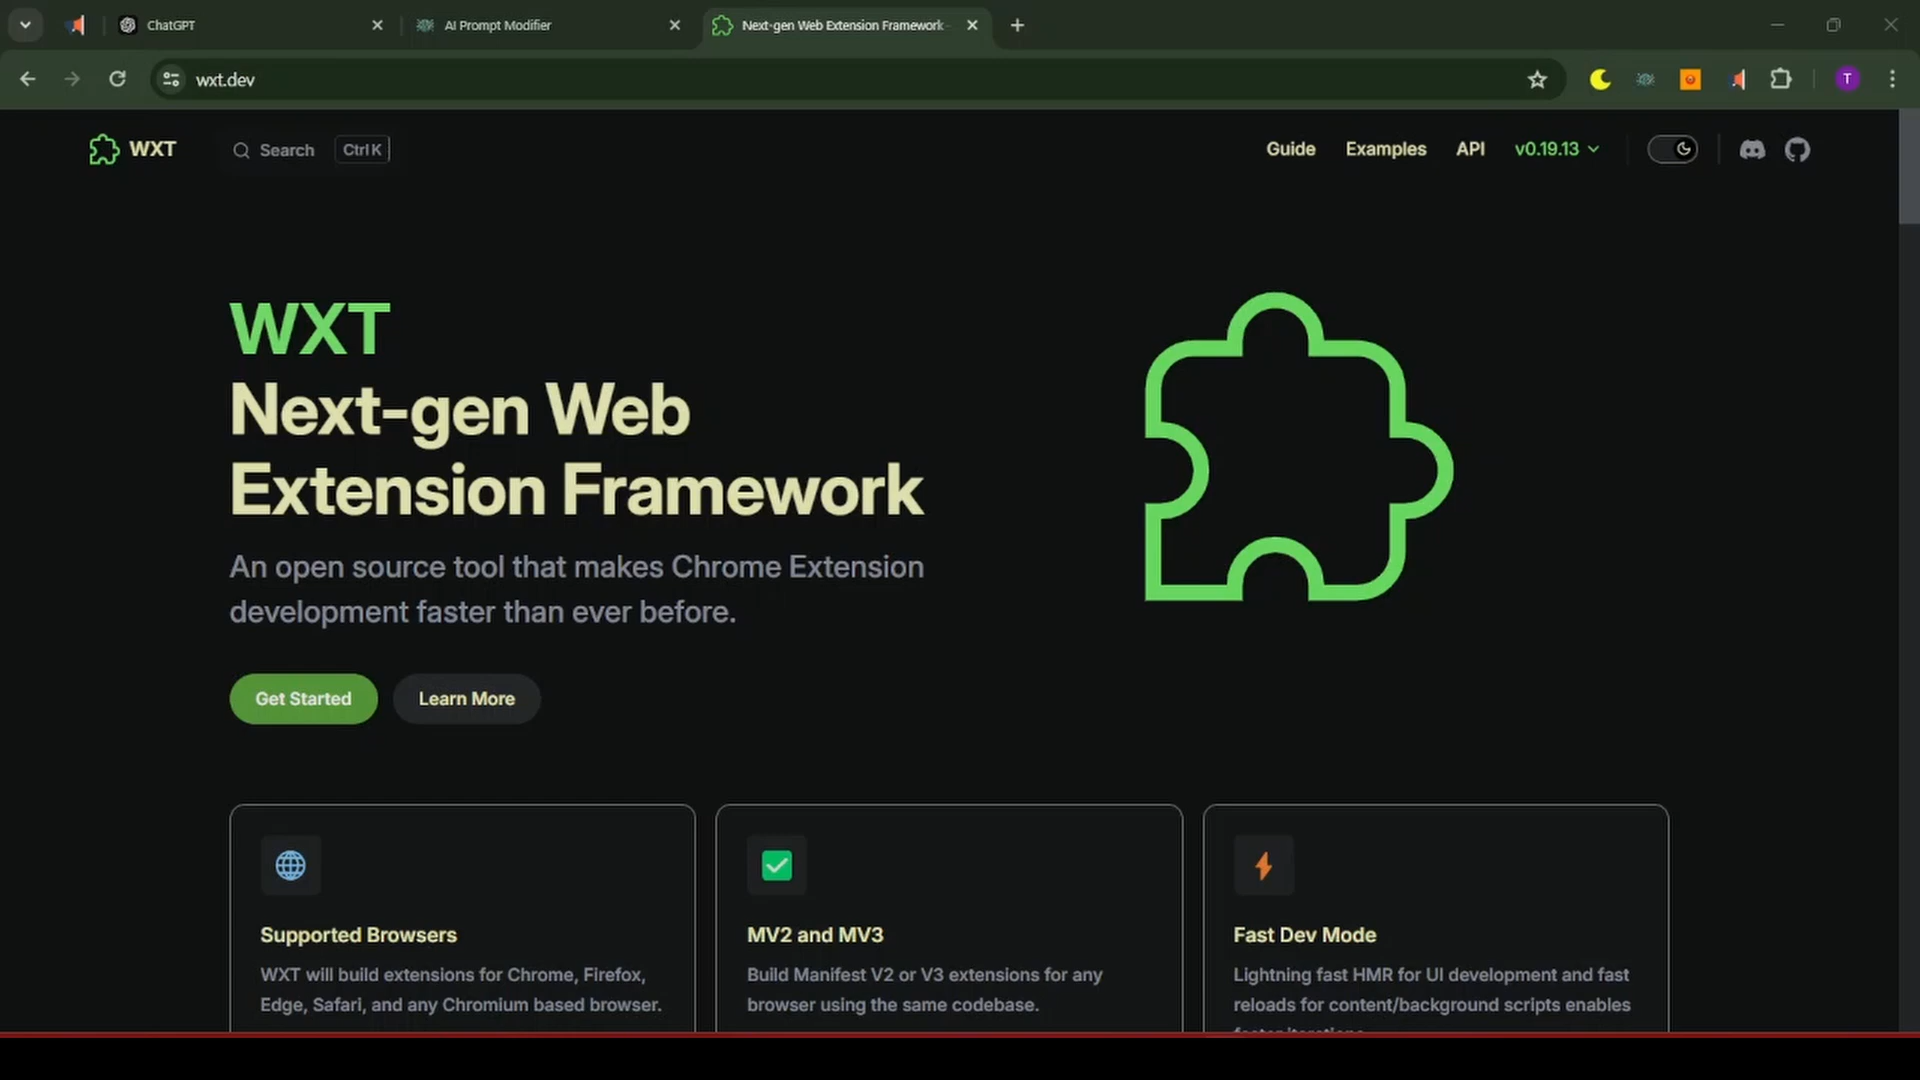 ChatGPT
AI Prompt Modifier
Next-gen Web Extension Framework
wxt.dev
T
WXT
Search
Ctrl K
Guide
Examples
API
v0.19.13
WXT
Next-gen Web
Extension Framework
An open source tool that makes Chrome Extension
development faster than ever before.
Get Started
Learn More
Supported Browsers
WXT will build extensions for Chrome, Firefox,
Edge, Safari, and any Chromium based browser.
MV2 and MV3
Build Manifest V2 or V3 extensions for any
browser using the same codebase.
Fast Dev Mode
Lightning fast HMR for UI development and fast
reloads for content/background scripts enables